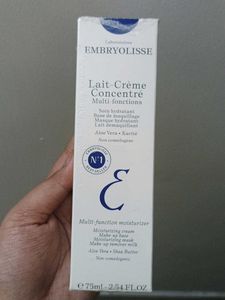 Laboratoires
EMBRYOLISSE
Lait-Crème
Concentré
Multi-fonctions
Soin hydratant
Base de maquillage
Masque hydratant
Lait démaquillant
Aloe Vera • Karité
Non comédogène
N°1
Multi-function moisturizer
Moisturizing cream
Make-up base
Moisturizing mask
Make-up remover milk
Aloe Vera • Shea Butter
Non comedogenic
℮ 75ml - 2.54 FL.OZ